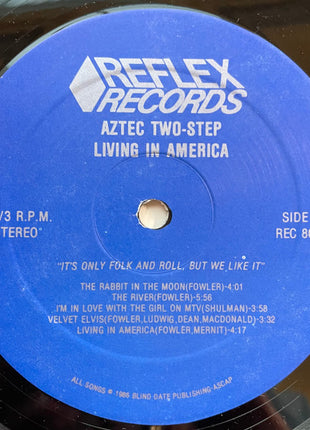 REFLEX
RECORDS
AZTEC TWO-STEP
LIVING IN AMERICA
/3 R.P.M.
SIDE
TEREO"
REC 86
"IT'S ONLY FOLK AND ROLL, BUT WE LIKE IT"
THE RABBIT IN THE MOON(FOWLER)-4:01
THE RIVER(FOWLER)-5:56
I'M IN LOVE WITH THE GIRL ON MTV(SHULMAN)-3:58
VELVET ELVIS(FOWLER,LUDWIG,DEAN,MACDONALD)-3:32
LIVING IN AMERICA(FOWLER,MERNIT)-4:17
ALL SONGS © 1986 BLIND DATE PUBLISHING-ASCAP